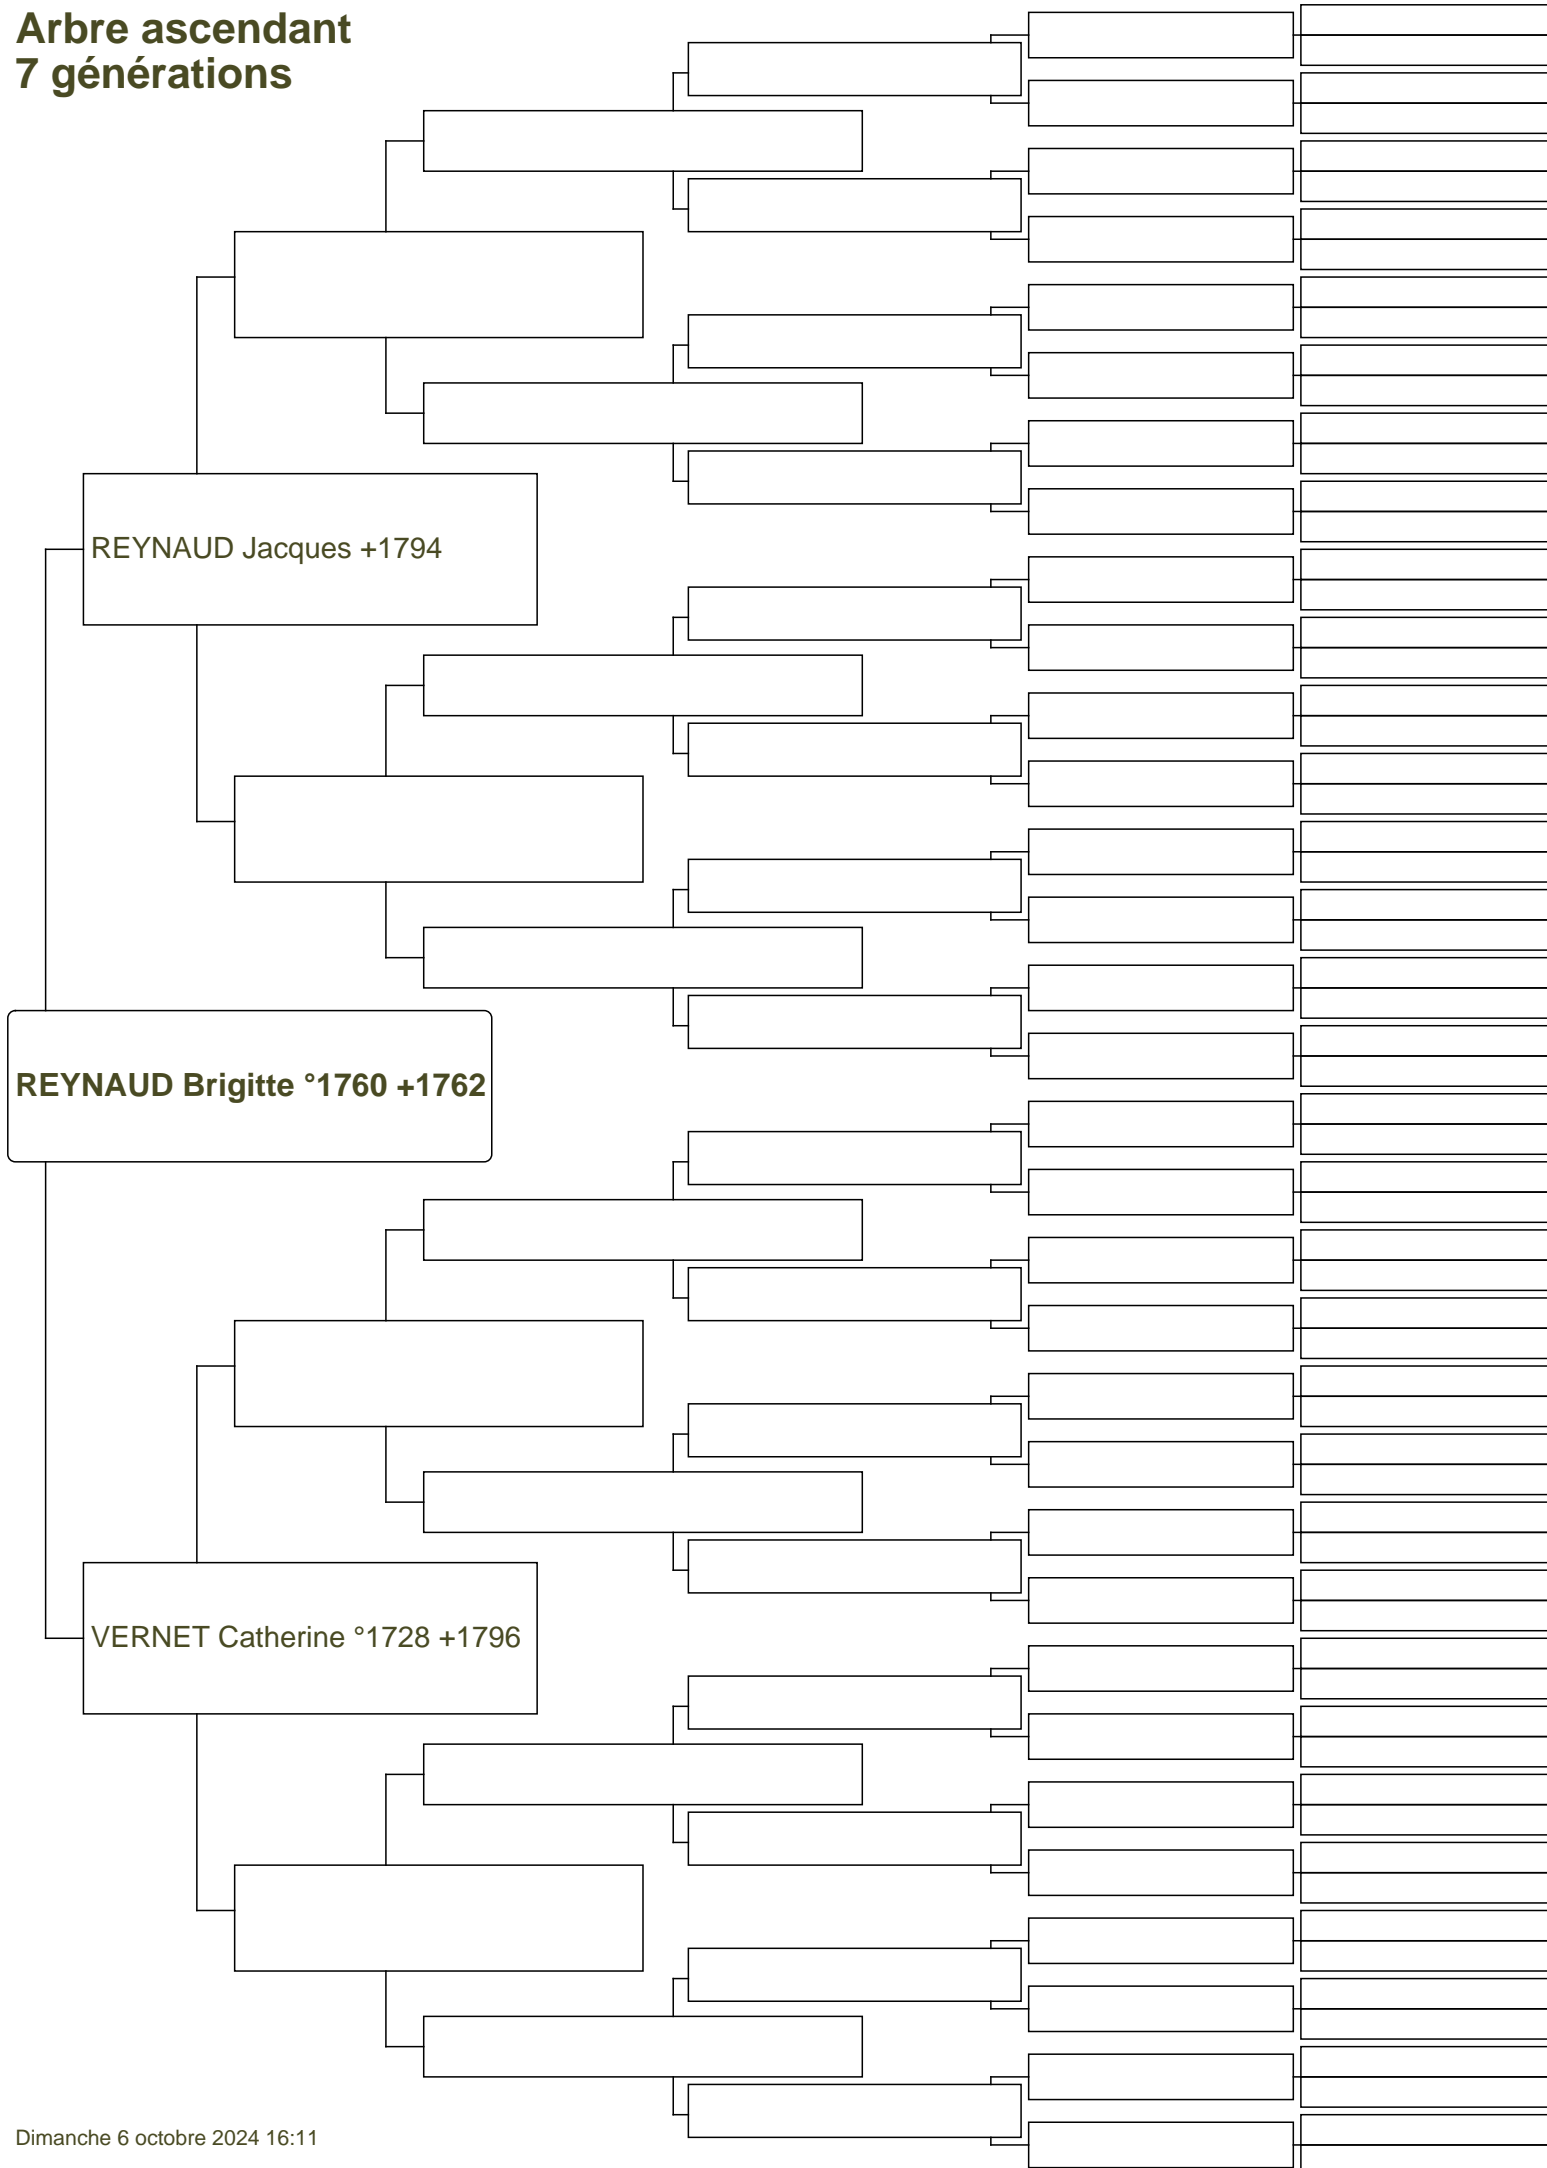 Arbre ascendant
7 générations
REYNAUD Jacques +1794
REYNAUD Brigitte °1760 +1762
VERNET Catherine °1728 +1796
Dimanche 6 octobre 2024 16:11